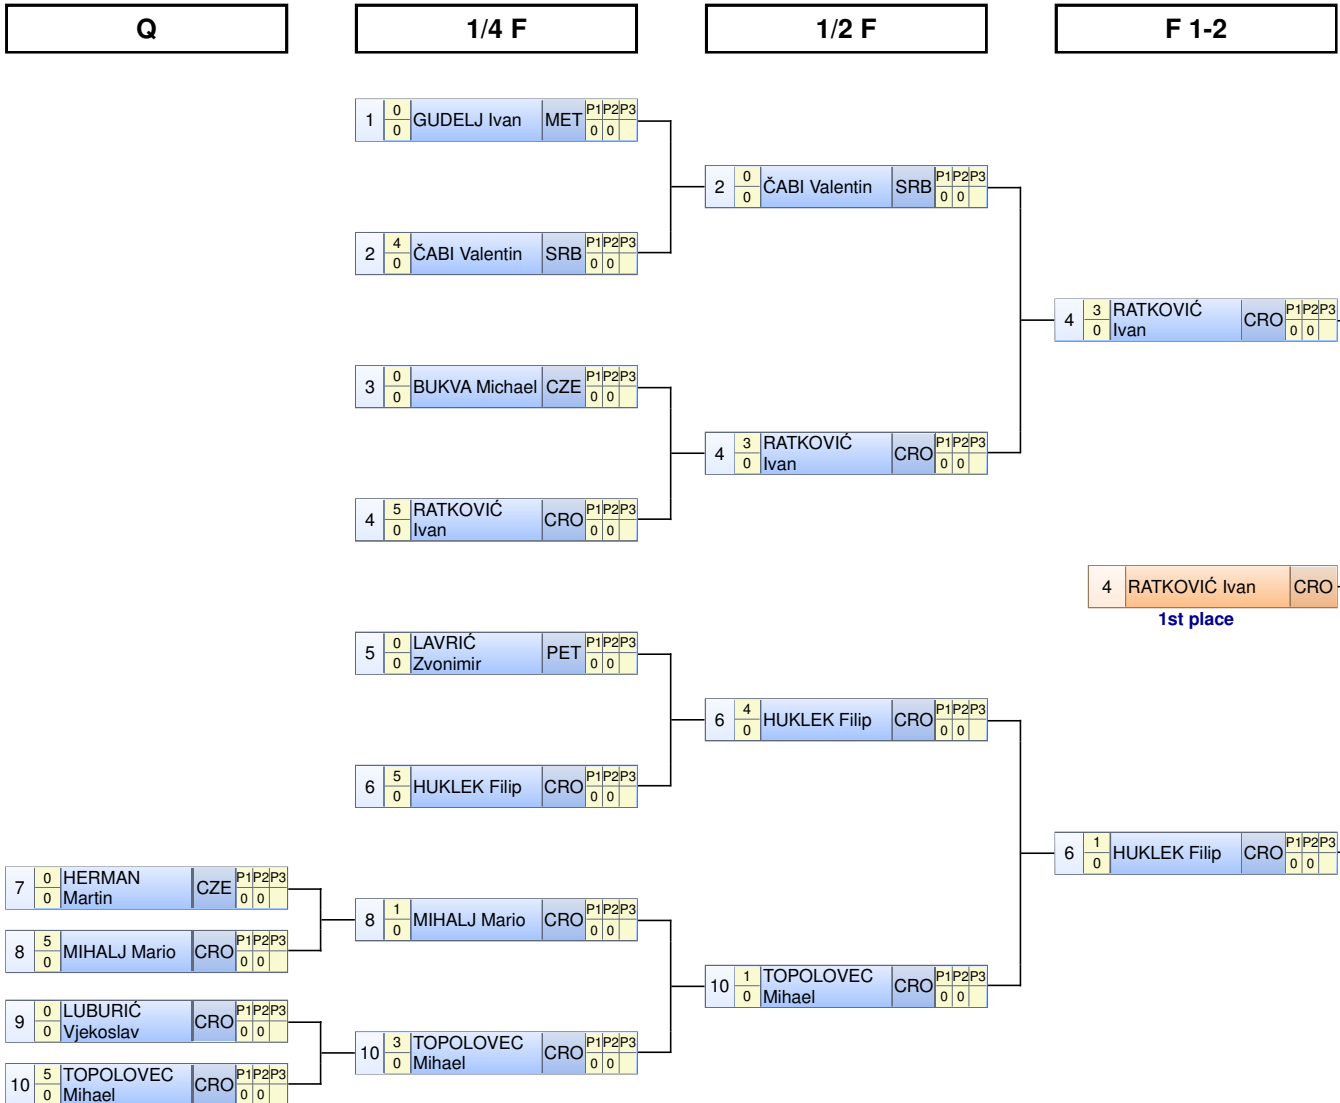 Q 1/4 F 1/2 F F 1-2
1 0 0 GUDELJ Ivan MET P1 P2 P3 0 0
2 0 0 ČABI Valentin SRB P1 P2 P3 0 0
2 4 0 ČABI Valentin SRB P1 P2 P3 0 0
4 3 0 RATKOVIĆ Ivan CRO P1 P2 P3 0 0
3 0 0 BUKVA Michael CZE P1 P2 P3 0 0
4 3 0 RATKOVIĆ Ivan CRO P1 P2 P3 0 0
4 5 0 RATKOVIĆ Ivan CRO P1 P2 P3 0 0
4 RATKOVIĆ Ivan CRO
1st place
5 0 0 LAVRIĆ Zvonimir PET P1 P2 P3 0 0
6 4 0 HUKLEK Filip CRO P1 P2 P3 0 0
6 5 0 HUKLEK Filip CRO P1 P2 P3 0 0
6 1 0 HUKLEK Filip CRO P1 P2 P3 0 0
7 0 0 HERMAN Martin CZE P1 P2 P3 0 0
8 1 0 MIHALJ Mario CRO P1 P2 P3 0 0
8 5 0 MIHALJ Mario CRO P1 P2 P3 0 0
10 1 0 TOPOLOVEC Mihael CRO P1 P2 P3 0 0
9 0 0 LUBURIĆ Vjekoslav CRO P1 P2 P3 0 0
10 3 0 TOPOLOVEC Mihael CRO P1 P2 P3 0 0
10 5 0 TOPOLOVEC Mihael CRO P1 P2 P3 0 0